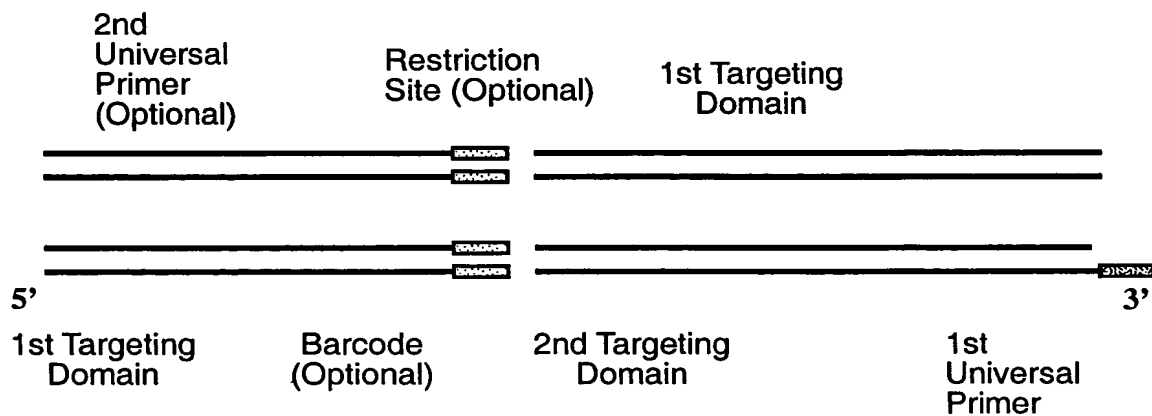 2nd
Universal
Primer
(Optional)
Restriction
Site (Optional)
1st Targeting
Domain
5’
3’
1st Targeting
Domain
Barcode
(Optional)
2nd Targeting
Domain
1st
Universal
Primer